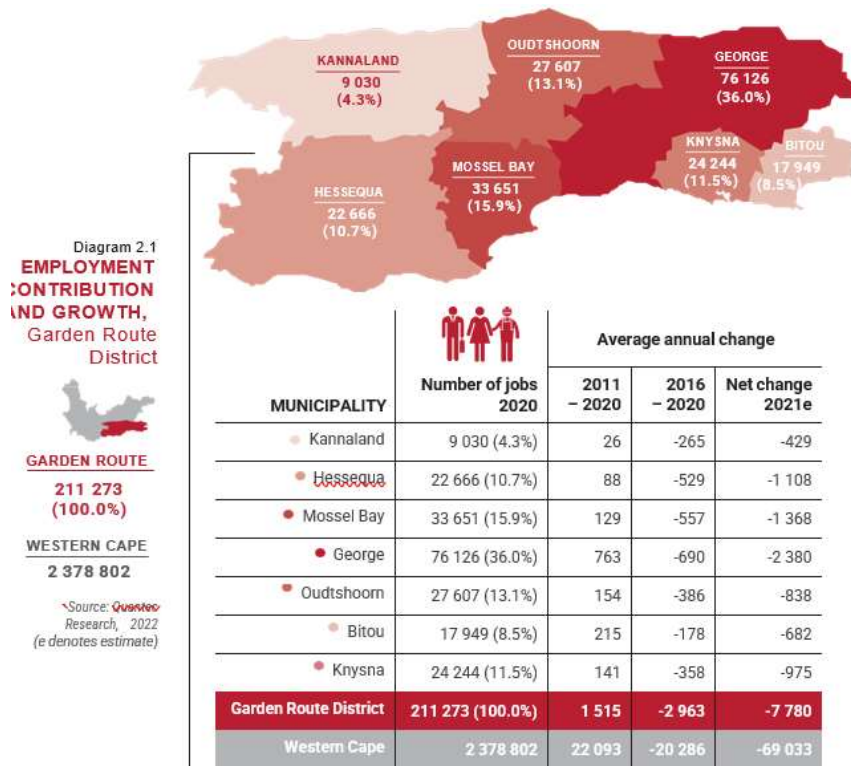 KANNALAND
9 030
(4.3%)
OUDTSHOORN
27 607
(13.1%)
GEORGE
76 126
(36.0%)
KNYSNA
24 244
(11.5%)
BITOU
17 949
(8.5%)
MOSSEL BAY
33 651
(15.9%)
HESSEQUA
22 666
(10.7%)
Diagram 2.1
EMPLOYMENT
CONTRIBUTION
AND GROWTH,
Garden Route
District
GARDEN ROUTE
211 273
(100.0%)
WESTERN CAPE
2 378 802
Source: Quantec
Research, 2022
(e denotes estimate)
Average annual change
MUNICIPALITY Number of jobs 2020 2011 – 2020 2016 – 2020 Net change 2021e
Kannaland 9 030 (4.3%) 26 -265 -429
Hessequa 22 666 (10.7%) 88 -529 -1 108
Mossel Bay 33 651 (15.9%) 129 -557 -1 368
George 76 126 (36.0%) 763 -690 -2 380
Oudtshoorn 27 607 (13.1%) 154 -386 -838
Bitou 17 949 (8.5%) 215 -178 -682
Knysna 24 244 (11.5%) 141 -358 -975
Garden Route District 211 273 (100.0%) 1 515 -2 963 -7 780
Western Cape 2 378 802 22 093 -20 286 -69 033